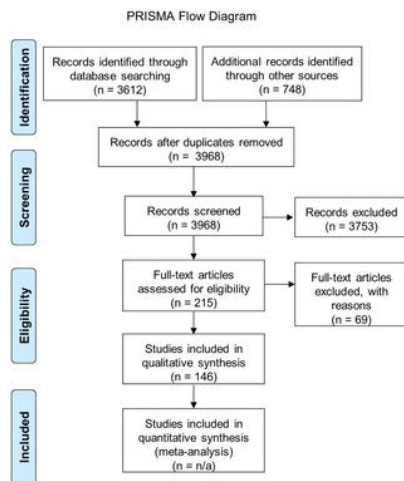 PRISMA Flow Diagram
Identification
Records identified through
database searching
(n = 3612)
Additional records identified
through other sources
(n = 748)
Records after duplicates removed
(n = 3968)
Screening
Records screened
(n = 3968)
Records excluded
(n = 3753)
Eligibility
Full-text articles
assessed for eligibility
(n = 215)
Full-text articles
excluded, with
reasons
(n = 69)
Studies included in
qualitative synthesis
(n = 146)
Included
Studies included in
quantitative synthesis
(meta-analysis)
(n = n/a)